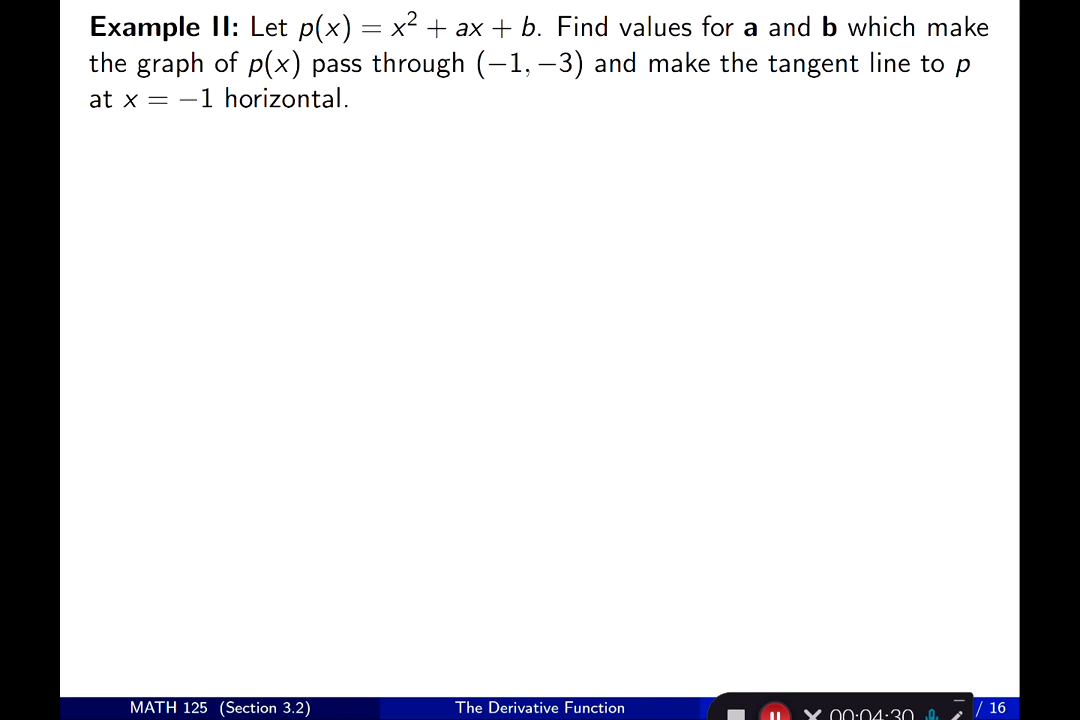 Example II: Let p(x) = x² + ax + b. Find values for a and b which make
the graph of p(x) pass through (−1, −3) and make the tangent line to p
at x = −1 horizontal.
MATH 125 (Section 3.2) The Derivative Function 00:04:30 / 16